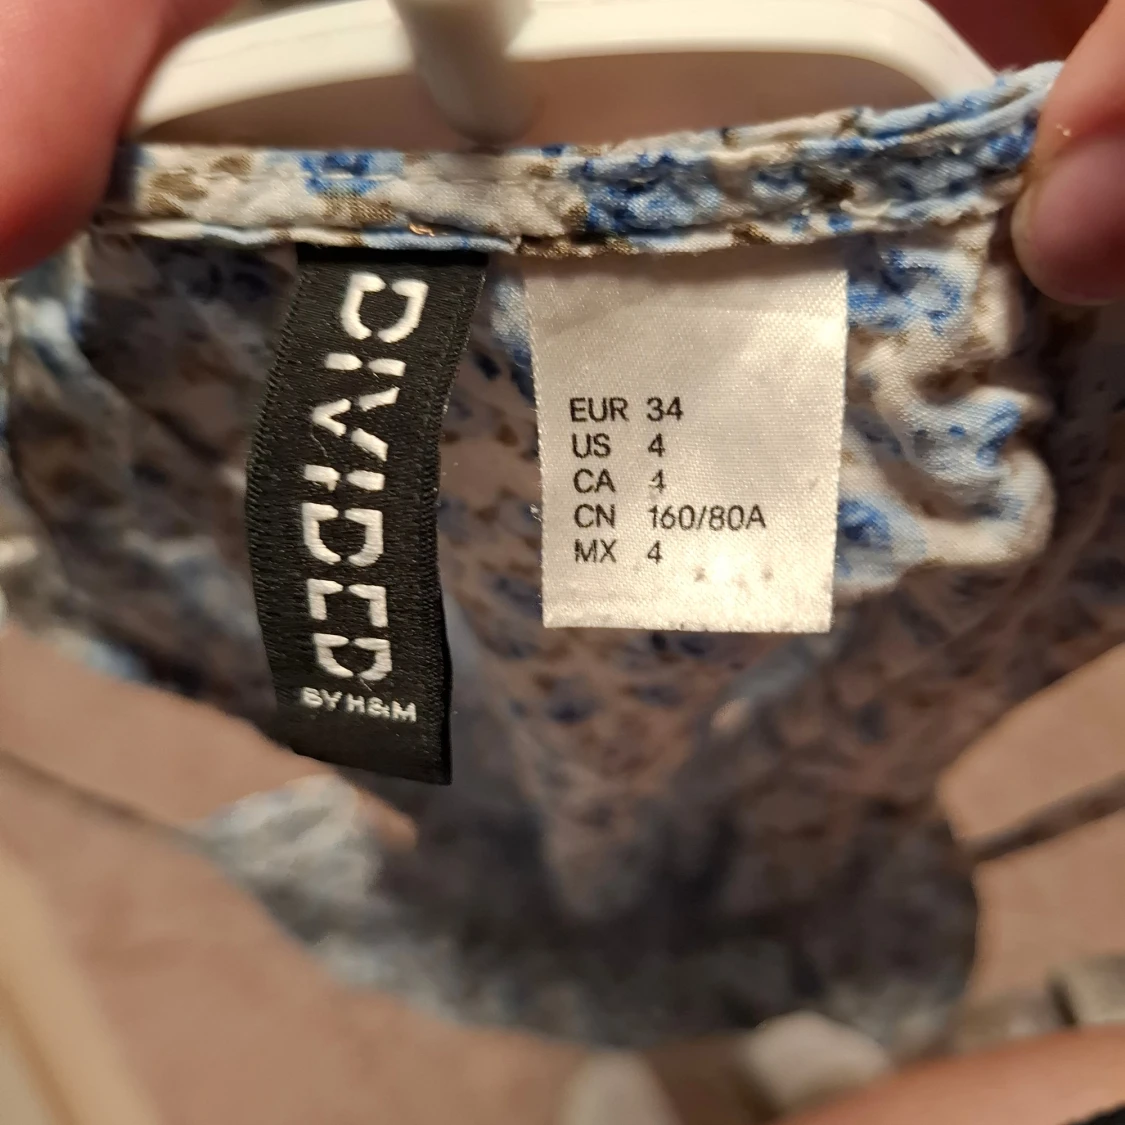 DIVIDED
BY H&M
EUR 34
US 4
CA 4
CN 160/80A
MX 4